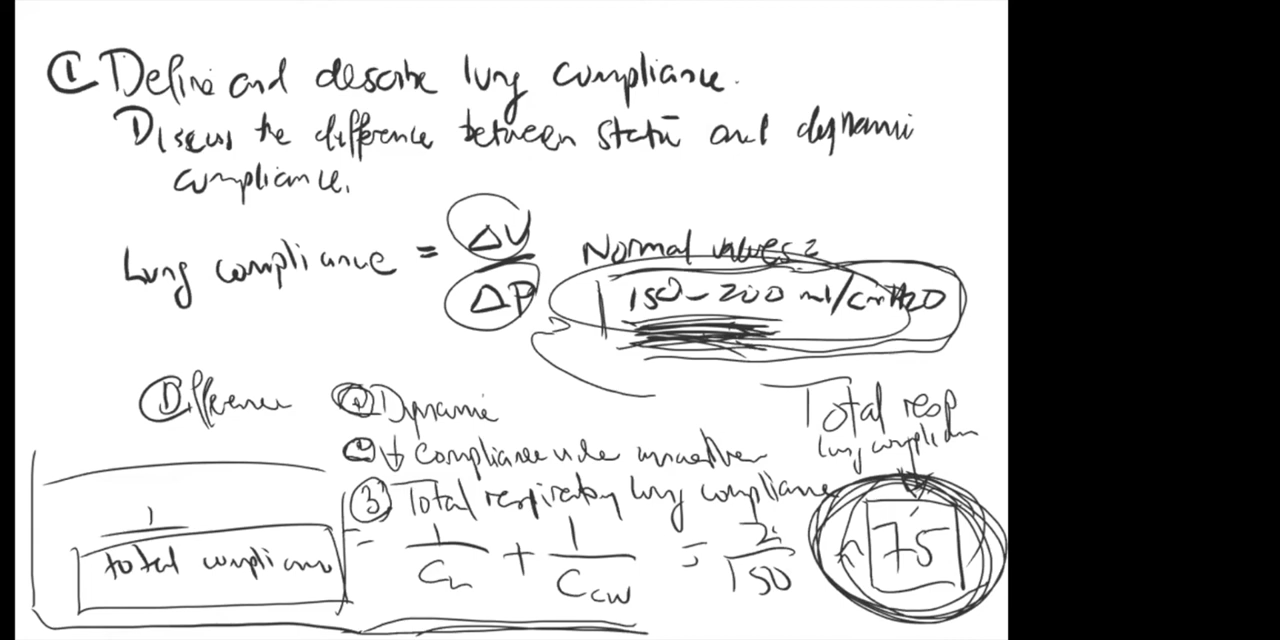 ① Define and describe lung compliance.
Discuss the difference between static and dynamic
compliance.
Lung compliance = ΔV / ΔP
Normal values:
150-200 ml/cmH2O
Difference
① Dynamic
② ↓ compliance under
③ Total respiratory lung compliance
Total resp
lung
1 / total compliance = 1/CL + 1/Ccw = 2/150
75